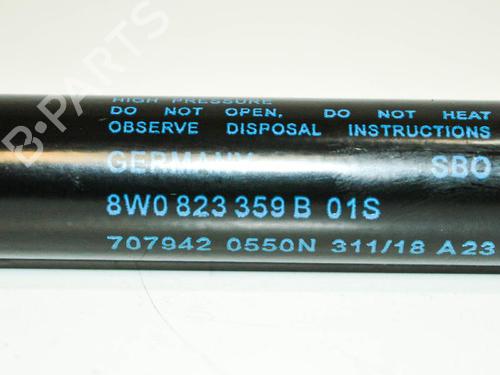 HIGH PRESSURE
DO NOT OPEN, DO NOT HEAT
OBSERVE DISPOSAL INSTRUCTIONS
GERMANY SBO
8W0 823 359 B 01S
707942 0550N 311/18 A23
B-PARTS